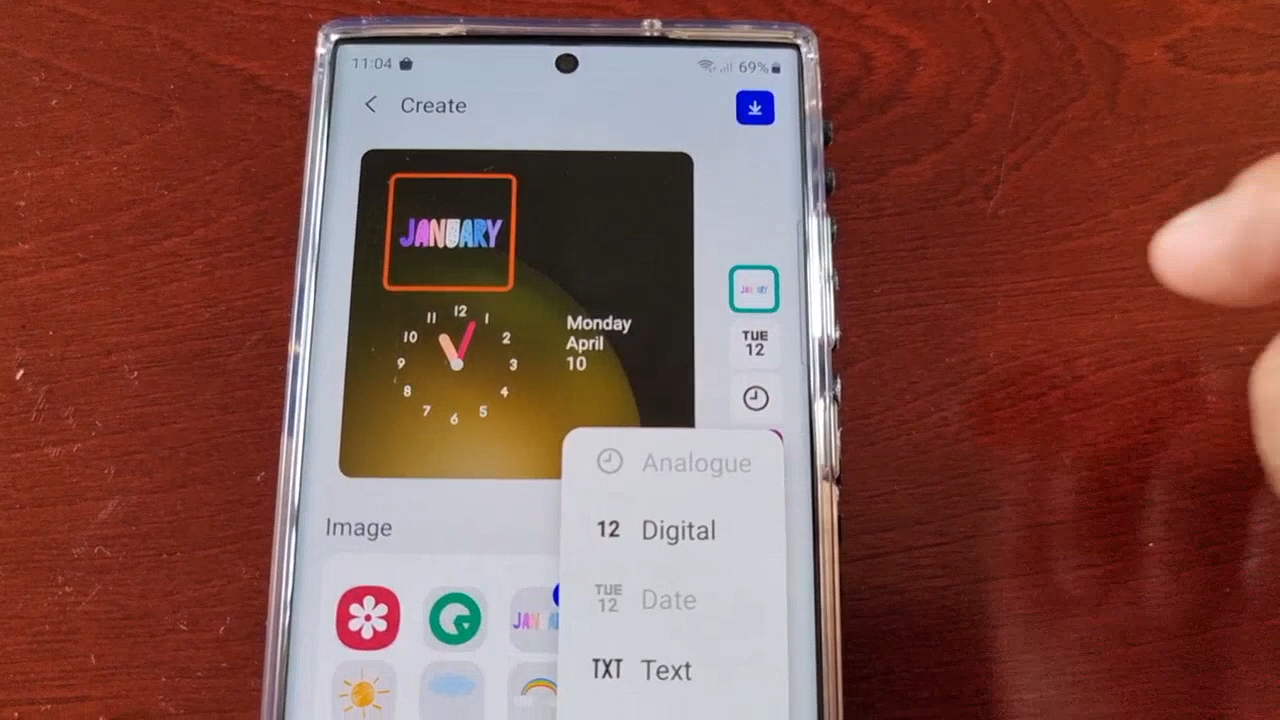 11:04
69%
Create
JANUARY
11 12 1
10 2
9 3
8 4
7 6 5
Monday
April
10
TUE
12
Analogue
12 Digital
TUE
12
Date
TXT Text
Image